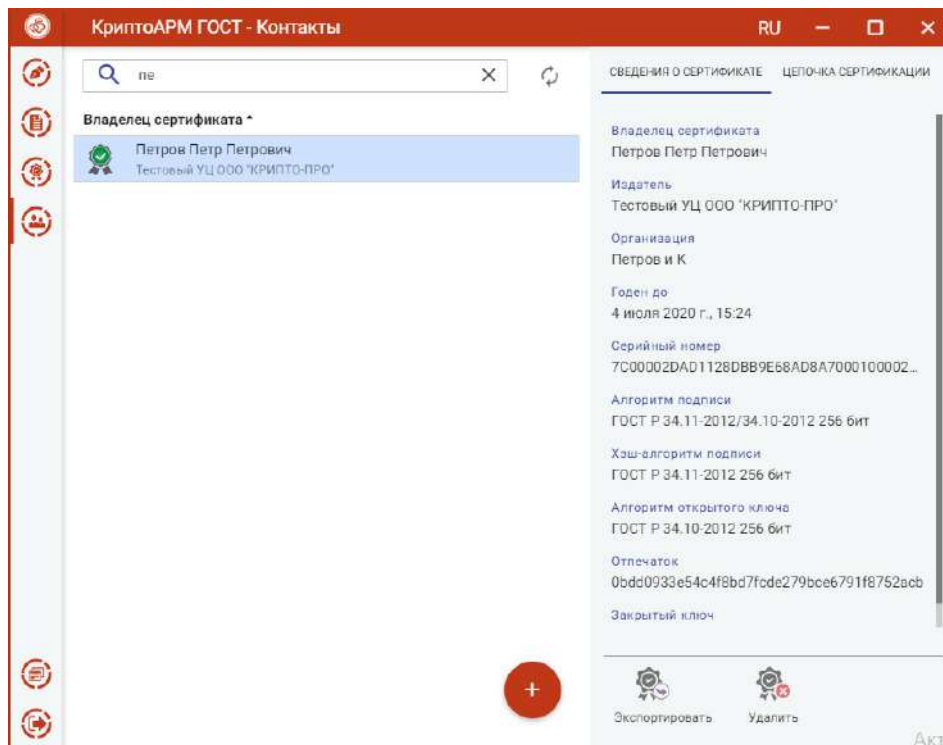 КриптоАРМ ГОСТ - Контакты
RU
пе
Владелец сертификата
Петров Петр Петрович
Тестовый УЦ ООО "КРИПТО-ПРО"
СВЕДЕНИЯ О СЕРТИФИКАТЕ
ЦЕПОЧКА СЕРТИФИКАЦИИ
Владелец сертификата
Петров Петр Петрович
Издатель
Тестовый УЦ ООО "КРИПТО-ПРО"
Организация
Петров и К
Годен до
4 июля 2020 г., 15:24
Серийный номер
7C00002DAD1128DBB9E68AD8A7000100002...
Алгоритм подписи
ГОСТ Р 34.11-2012/34.10-2012 256 бит
Хэш-алгоритм подписи
ГОСТ Р 34.11-2012 256 бит
Алгоритм открытого ключа
ГОСТ Р 34.10-2012 256 бит
Отпечаток
0bdd0933e54c4f8bd7fcde279bce6791f8752acb
Закрытый ключ
Экспортировать
Удалить
Акт